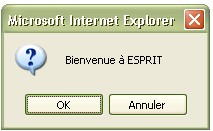 Microsoft Internet Explorer
Bienvenue à ESPRIT
OK
Annuler